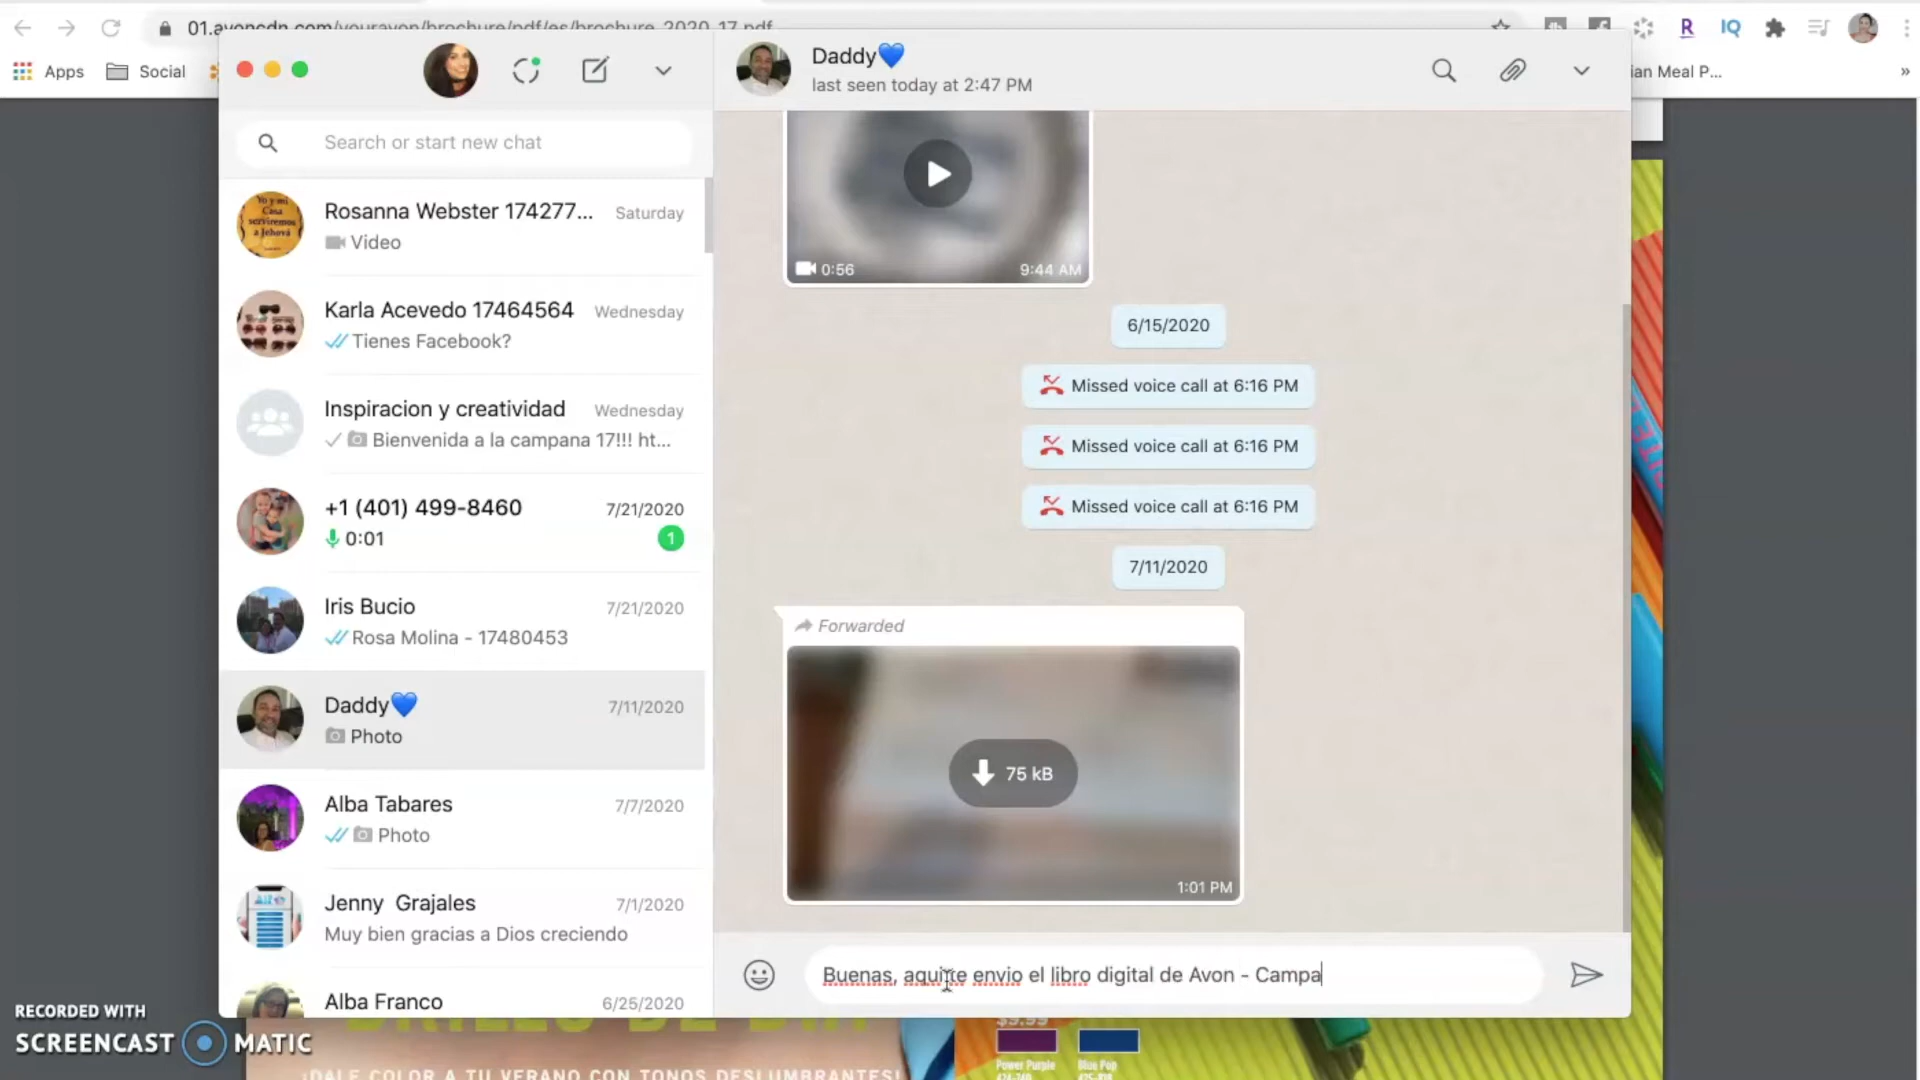 01.avoncdn.com/youravon/brochure/pdf/es/brochure_2020_17.pdf
R
IQ
Apps
Social
ian Meal P...
»
Daddy💙
last seen today at 2:47 PM
Search or start new chat
Rosanna Webster 174277...
Saturday
Video
Karla Acevedo 17464564
Wednesday
Tienes Facebook?
Inspiracion y creatividad
Wednesday
Bienvenida a la campana 17!!! ht...
+1 (401) 499-8460
7/21/2020
0:01
1
Iris Bucio
7/21/2020
Rosa Molina - 17480453
Daddy💙
7/11/2020
Photo
Alba Tabares
7/7/2020
Photo
Jenny Grajales
7/1/2020
Muy bien gracias a Dios creciendo
Alba Franco
6/25/2020
0:56
9:44 AM
6/15/2020
Missed voice call at 6:16 PM
Missed voice call at 6:16 PM
Missed voice call at 6:16 PM
7/11/2020
Forwarded
75 kB
1:01 PM
Buenas, aqui te envio el libro digital de Avon - Campa
RECORDED WITH
SCREENCAST MATIC
$9.99
Power Purple
Blue Pop
¡DALE COLOR A TU VERANO CON TONOS DESLUMBRANTES!